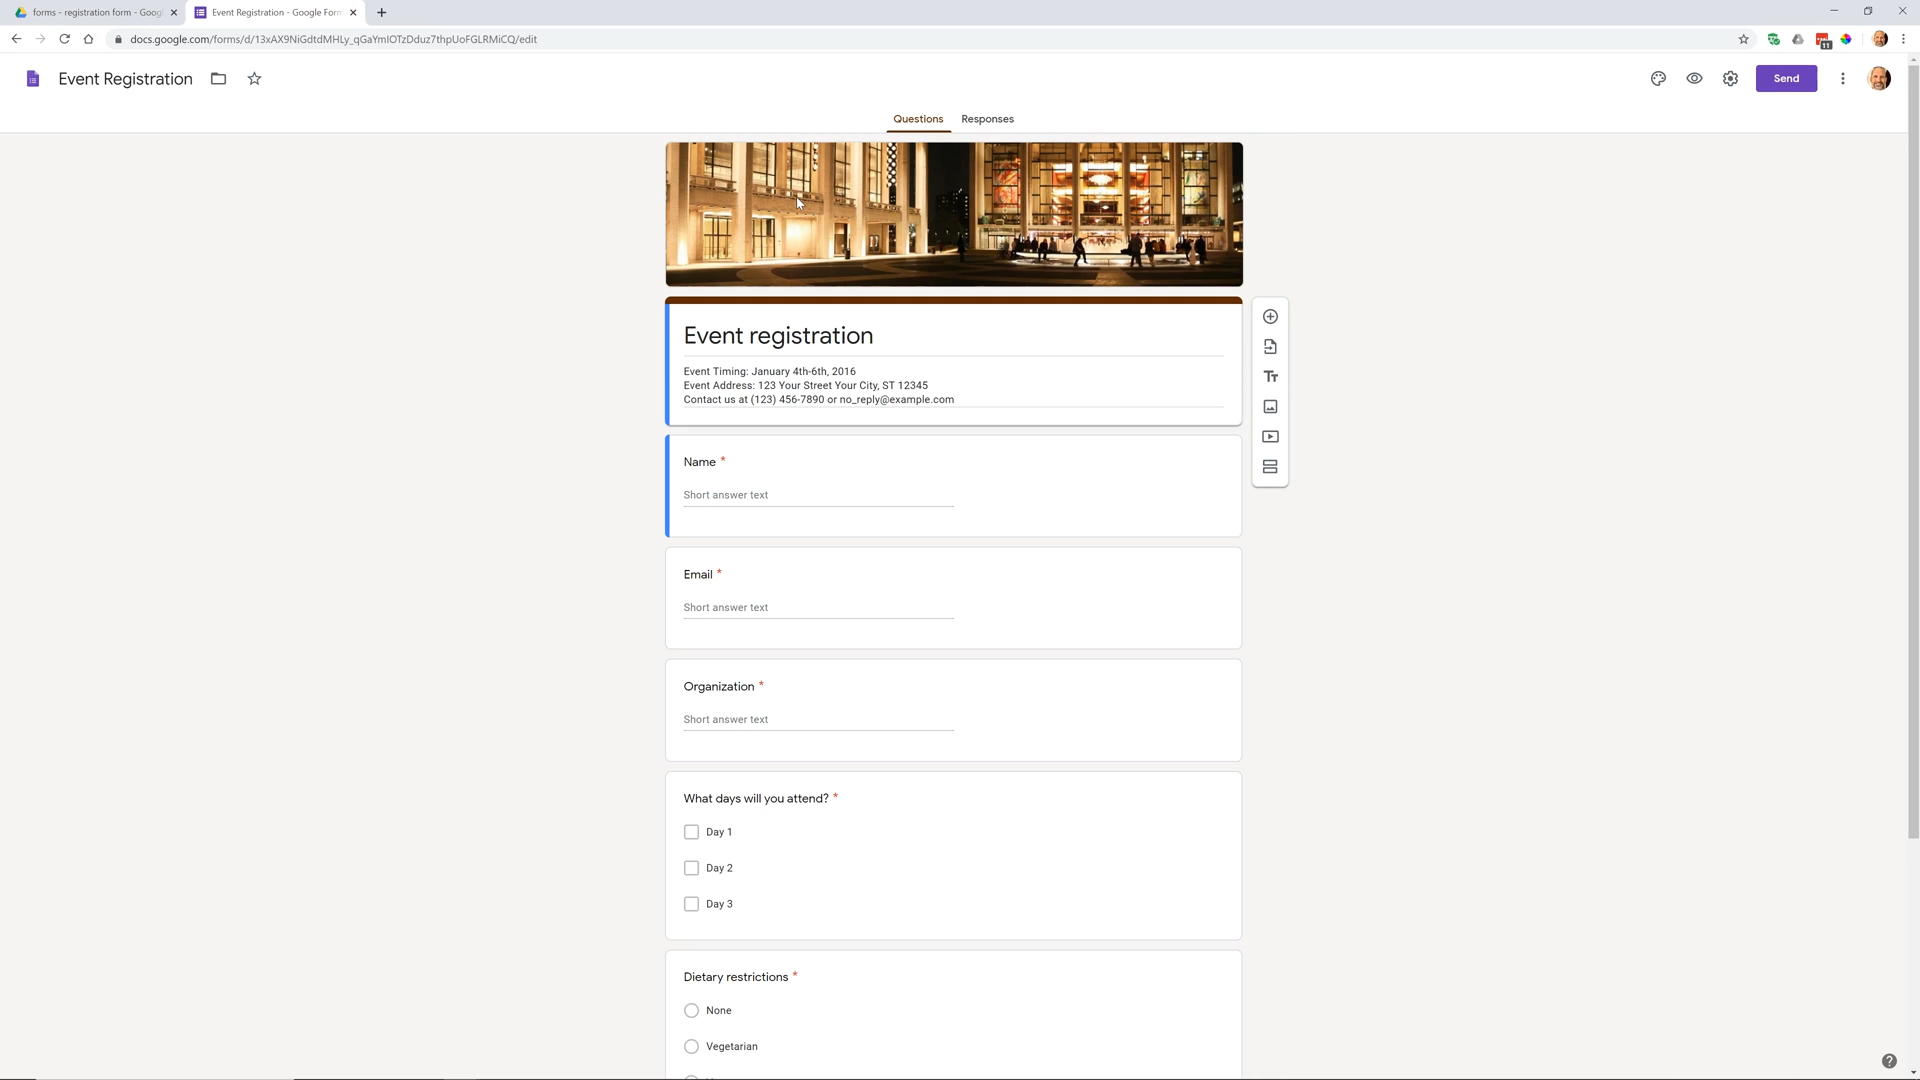 forms - registration form - Goog
Event Registration - Google Form
docs.google.com/forms/d/13xAX9NiGdtdMHLy_qGaYmIOTzDduz7thpUoFGLRMiCQ/edit
11
Event Registration
Send
Questions
Responses
Event registration
Event Timing: January 4th-6th, 2016
Event Address: 123 Your Street Your City, ST 12345
Contact us at (123) 456-7890 or no_reply@example.com
Name *
Short answer text
Email *
Short answer text
Organization *
Short answer text
What days will you attend? *
Day 1
Day 2
Day 3
Dietary restrictions *
None
Vegetarian